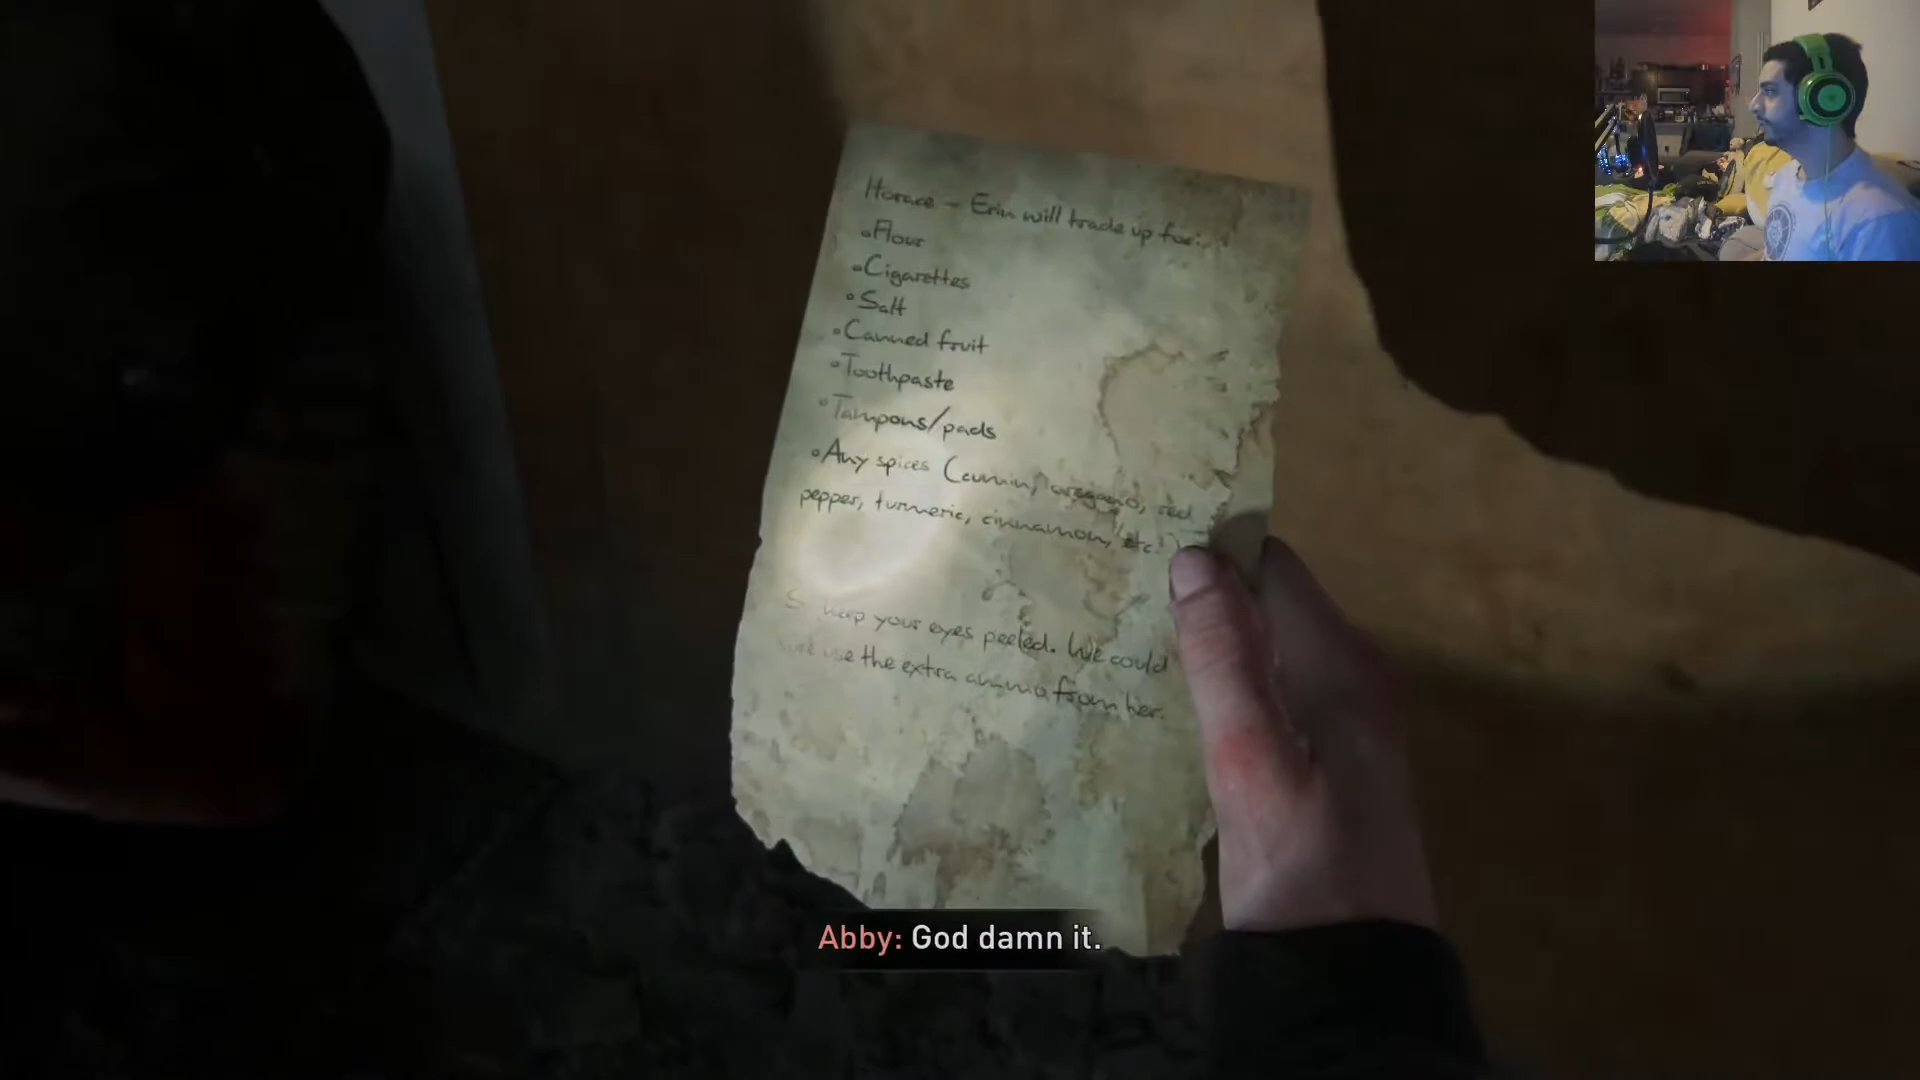 Horace - Erin will trade up for:
Flour
Cigarettes
Salt
Canned fruit
Toothpaste
Tampons/pads
Any spices (cumin, oregano, red
pepper, turmeric, cinnamon, etc.)
So keep your eyes peeled. We could
sure use the extra ammo from her.
Abby: God damn it.